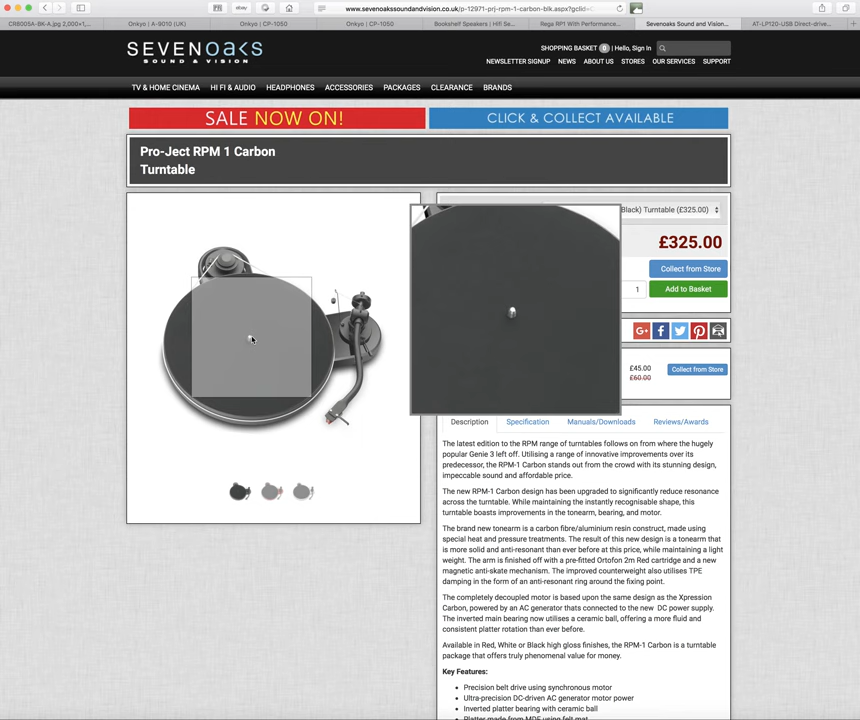 www.sevenoakssoundandvision.co.uk/p-12971-prj-rpm-1-carbon-blk.aspx?gclid=
CR8005A-BK-A.jpg 2,000×1,...
Onkyo | A-9010 (UK)
Onkyo | CP-1050
Onkyo | CP-1050
Bookshelf Speakers | Hifi Se...
Rega RP1 With Performance...
Sevenoaks Sound and Vision...
AT-LP120-USB Direct-drive...
SEVENOAKS
SOUND & VISION
SHOPPING BASKET 0 | Hello, Sign In
NEWSLETTER SIGNUP NEWS ABOUT US STORES OUR SERVICES SUPPORT
TV & HOME CINEMA HI FI & AUDIO HEADPHONES ACCESSORIES PACKAGES CLEARANCE BRANDS
SALE NOW ON!
CLICK & COLLECT AVAILABLE
Pro-Ject RPM 1 Carbon
Turntable
Black) Turntable (£325.00)
£325.00
Collect from Store
1
Add to Basket
£45.00
£60.00
Collect from Store
Description Specification Manuals/Downloads Reviews/Awards
The latest edition to the RPM range of turntables follows on from where the hugely
popular Genie 3 left off. Utilising a range of innovative improvements over its
predecessor, the RPM-1 Carbon stands out from the crowd with its stunning design,
impeccable sound and affordable price.
The new RPM-1 Carbon design has been upgraded to significantly reduce resonance
across the turntable. While maintaining the instantly recognisable shape, this
turntable boasts improvements in the tonearm, bearing, and motor.
The brand new tonearm is a carbon fibre/aluminium resin construct, made using
special heat and pressure treatments. The result of this new design is a tonearm that
is more solid and anti-resonant than ever before at this price, while maintaining a light
weight. The arm is finished off with a pre-fitted Ortofon 2m Red cartridge and a new
magnetic anti-skate mechanism. The improved counterweight also utilises TPE
damping in the form of an anti-resonant ring around the fixing point.
The completely decoupled motor is based upon the same design as the Xpression
Carbon, powered by an AC generator thats connected to the new DC power supply.
The inverted main bearing now utilises a ceramic ball, offering a more fluid and
consistent platter rotation than ever before.
Available in Red, White or Black high gloss finishes, the RPM-1 Carbon is a turntable
package that offers truly phenomenal value for money.
Key Features:
Precision belt drive using synchronous motor
Ultra-precision DC-driven AC generator motor power
Inverted platter bearing with ceramic ball
Platter made from MDF using felt mat